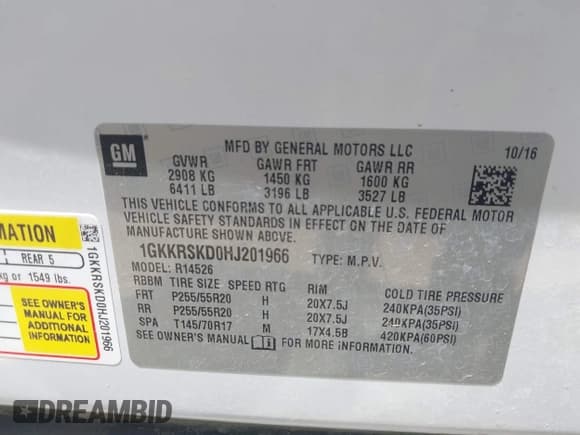 GM
MFD BY GENERAL MOTORS LLC 10/16
GVWR GAWR FRT GAWR RR
2908 KG 1450 KG 1600 KG
6411 LB 3196 LB 3527 LB
THIS VEHICLE CONFORMS TO ALL APPLICABLE U.S. FEDERAL MOTOR
VEHICLE SAFETY STANDARDS IN EFFECT ON THE DATE OF
MANUFACTURE SHOWN ABOVE.
1GKKRSKD0HJ201966 TYPE: M.P.V.
MODEL: R14526
RBBM TIRE SIZE SPEED RTG RIM COLD TIRE PRESSURE
FRT P255/55R20 H 20X7.5J 240KPA(35PSI)
RR P255/55R20 H 20X7.5J 240KPA(35PSI)
SPA T145/70R17 M 17X4.5B 420KPA(60PSI)
SEE OWNER'S MANUAL FOR MORE INFORMATION.
MATION
REAR 5
kg or 1549 lbs.
SEE OWNER'S
MANUAL FOR
ADDITIONAL
INFORMATION
1GKKRSKD0HJ201966
DREAMBID